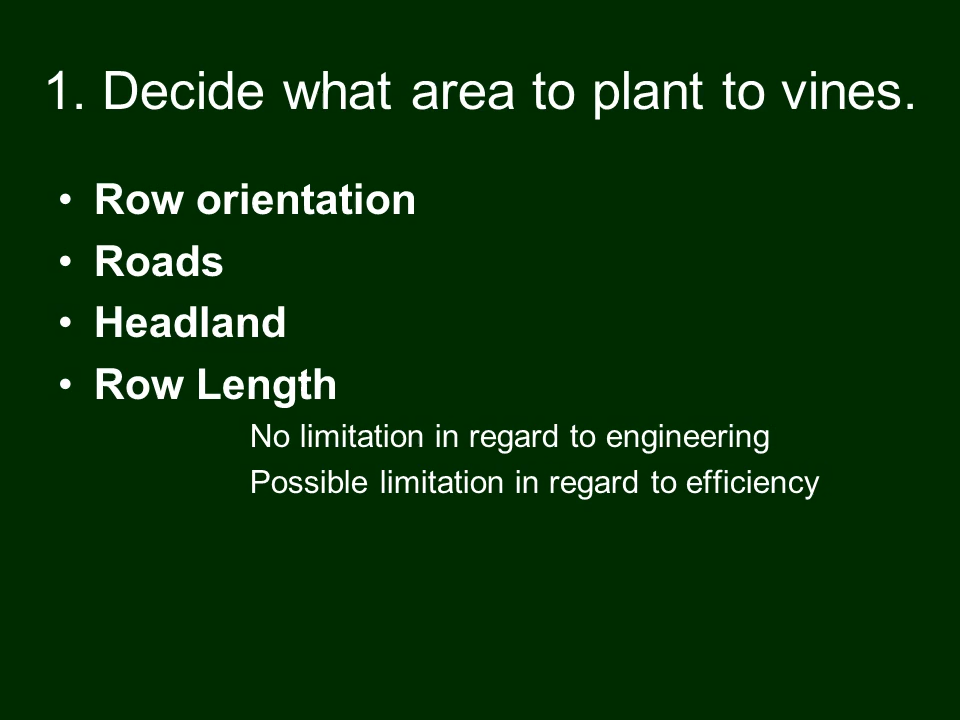 1. Decide what area to plant to vines.
• Row orientation
• Roads
• Headland
• Row Length
No limitation in regard to engineering
Possible limitation in regard to efficiency